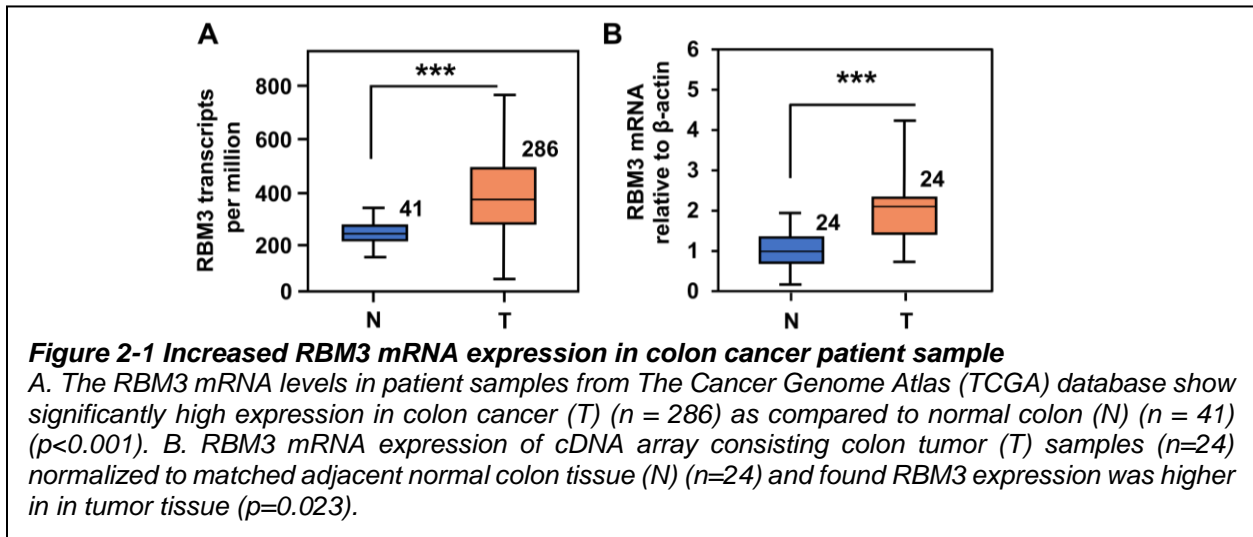 A
RBM3 transcripts
per million
800
600
400
200
0
***
41
286
N
T
B
RBM3 mRNA
relative to β-actin
6
5
4
3
2
1
0
***
24
24
N
T
Figure 2-1 Increased RBM3 mRNA expression in colon cancer patient sample
A. The RBM3 mRNA levels in patient samples from The Cancer Genome Atlas (TCGA) database show
significantly high expression in colon cancer (T) (n = 286) as compared to normal colon (N) (n = 41)
(p<0.001). B. RBM3 mRNA expression of cDNA array consisting colon tumor (T) samples (n=24)
normalized to matched adjacent normal colon tissue (N) (n=24) and found RBM3 expression was higher
in in tumor tissue (p=0.023).